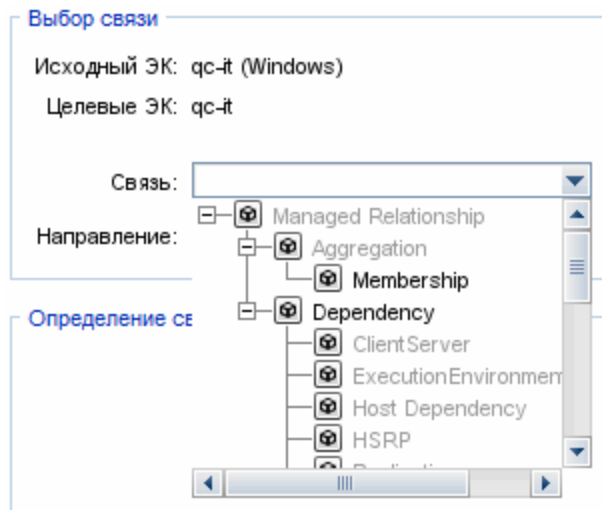 Выбор связи
Исходный ЭК: qc-it (Windows)
Целевые ЭК: qc-it
Связь:
Managed Relationship
Направление:
Aggregation
Membership
Определение св
Dependency
ClientServer
ExecutionEnvironmen
Host Dependency
HSRP